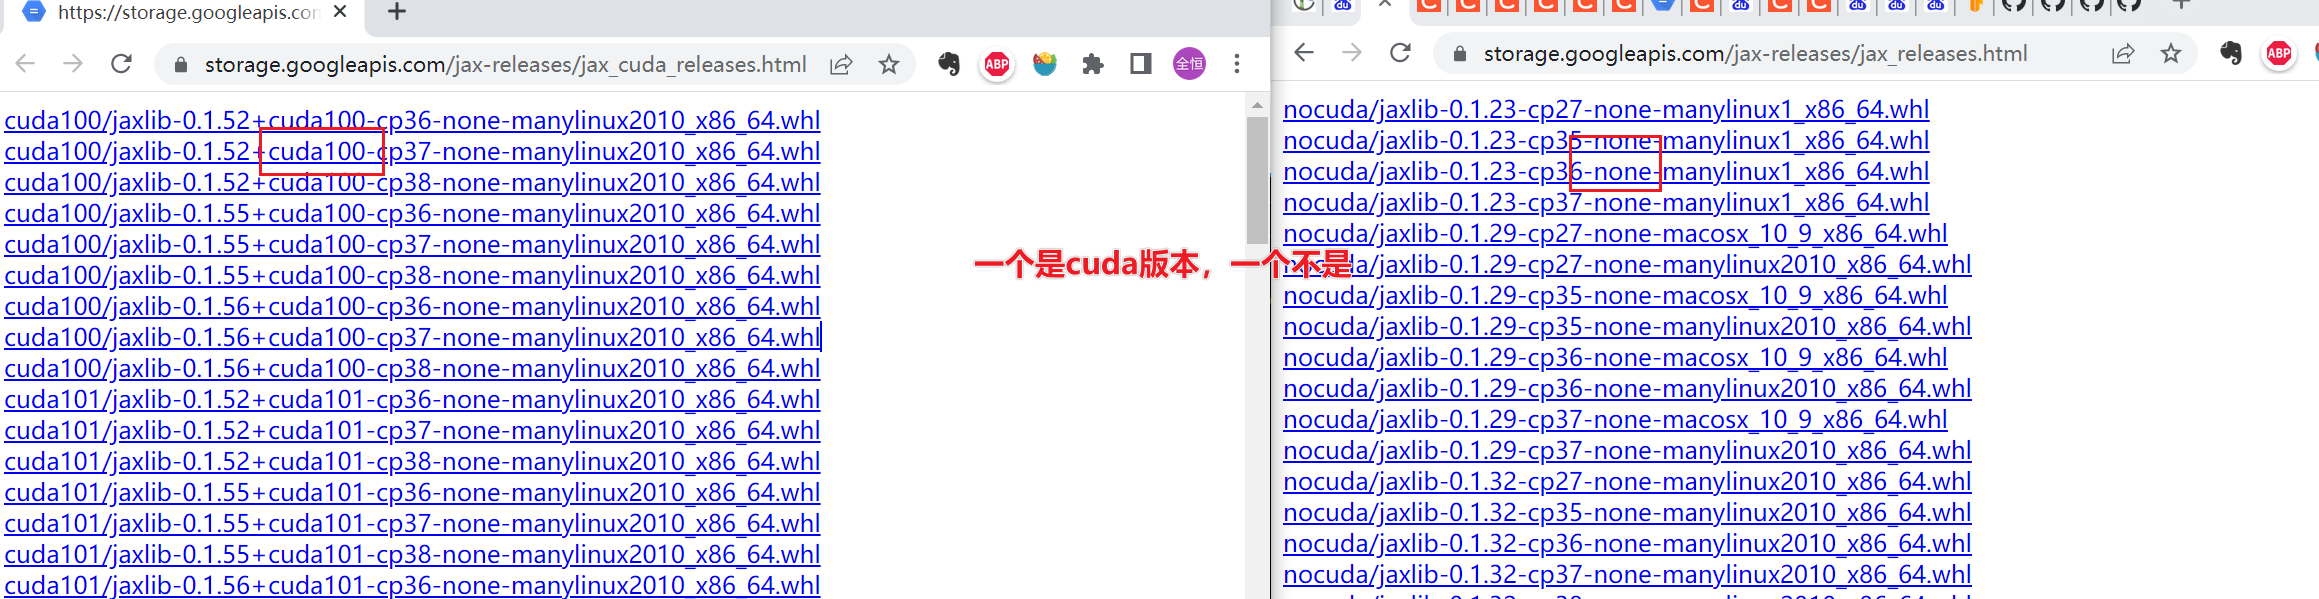 https://storage.googleapis.con
storage.googleapis.com/jax-releases/jax_cuda_releases.html
ABP
全恒
cuda100/jaxlib-0.1.52+cuda100-cp36-none-manylinux2010_x86_64.whl
cuda100/jaxlib-0.1.52+cuda100-cp37-none-manylinux2010_x86_64.whl
cuda100/jaxlib-0.1.52+cuda100-cp38-none-manylinux2010_x86_64.whl
cuda100/jaxlib-0.1.55+cuda100-cp36-none-manylinux2010_x86_64.whl
cuda100/jaxlib-0.1.55+cuda100-cp37-none-manylinux2010_x86_64.whl
cuda100/jaxlib-0.1.55+cuda100-cp38-none-manylinux2010_x86_64.whl
cuda100/jaxlib-0.1.56+cuda100-cp36-none-manylinux2010_x86_64.whl
cuda100/jaxlib-0.1.56+cuda100-cp37-none-manylinux2010_x86_64.whl
cuda100/jaxlib-0.1.56+cuda100-cp38-none-manylinux2010_x86_64.whl
cuda101/jaxlib-0.1.52+cuda101-cp36-none-manylinux2010_x86_64.whl
cuda101/jaxlib-0.1.52+cuda101-cp37-none-manylinux2010_x86_64.whl
cuda101/jaxlib-0.1.52+cuda101-cp38-none-manylinux2010_x86_64.whl
cuda101/jaxlib-0.1.55+cuda101-cp36-none-manylinux2010_x86_64.whl
cuda101/jaxlib-0.1.55+cuda101-cp37-none-manylinux2010_x86_64.whl
cuda101/jaxlib-0.1.55+cuda101-cp38-none-manylinux2010_x86_64.whl
cuda101/jaxlib-0.1.56+cuda101-cp36-none-manylinux2010_x86_64.whl
一个是cuda版本，一个不是
storage.googleapis.com/jax-releases/jax_releases.html
ABP
nocuda/jaxlib-0.1.23-cp27-none-manylinux1_x86_64.whl
nocuda/jaxlib-0.1.23-cp35-none-manylinux1_x86_64.whl
nocuda/jaxlib-0.1.23-cp36-none-manylinux1_x86_64.whl
nocuda/jaxlib-0.1.23-cp37-none-manylinux1_x86_64.whl
nocuda/jaxlib-0.1.29-cp27-none-macosx_10_9_x86_64.whl
nocuda/jaxlib-0.1.29-cp27-none-manylinux2010_x86_64.whl
nocuda/jaxlib-0.1.29-cp35-none-macosx_10_9_x86_64.whl
nocuda/jaxlib-0.1.29-cp35-none-manylinux2010_x86_64.whl
nocuda/jaxlib-0.1.29-cp36-none-macosx_10_9_x86_64.whl
nocuda/jaxlib-0.1.29-cp36-none-manylinux2010_x86_64.whl
nocuda/jaxlib-0.1.29-cp37-none-macosx_10_9_x86_64.whl
nocuda/jaxlib-0.1.29-cp37-none-manylinux2010_x86_64.whl
nocuda/jaxlib-0.1.32-cp27-none-manylinux2010_x86_64.whl
nocuda/jaxlib-0.1.32-cp35-none-manylinux2010_x86_64.whl
nocuda/jaxlib-0.1.32-cp36-none-manylinux2010_x86_64.whl
nocuda/jaxlib-0.1.32-cp37-none-manylinux2010_x86_64.whl